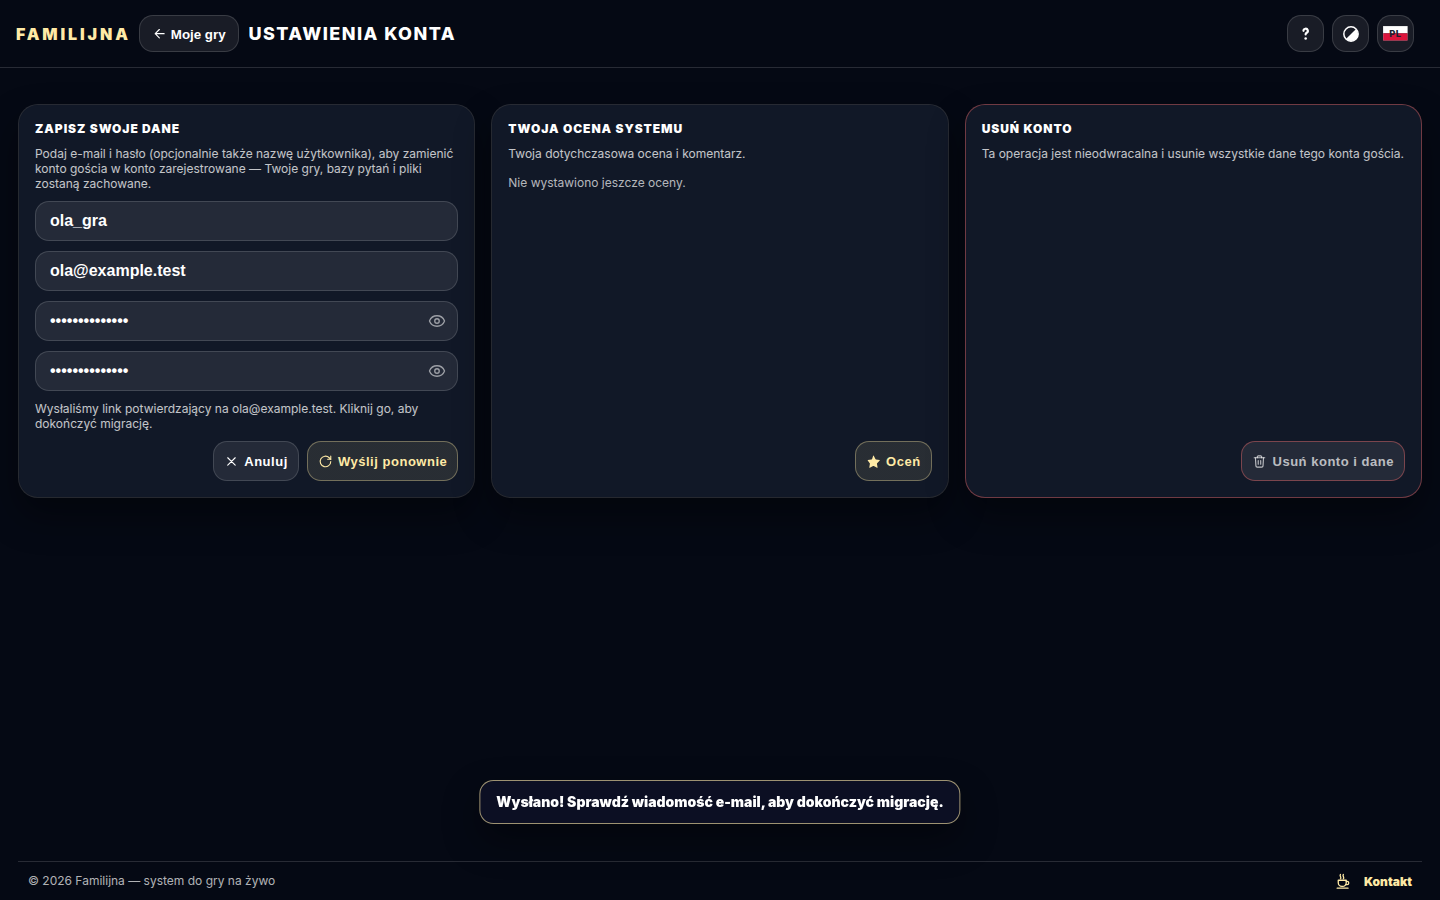 FAMILIJNA
← Moje gry
USTAWIENIA KONTA
?
PL
ZAPISZ SWOJE DANE
Podaj e-mail i hasło (opcjonalnie także nazwę użytkownika), aby zamienić
konto gościa w konto zarejestrowane — Twoje gry, bazy pytań i pliki
zostaną zachowane.
ola_gra
ola@example.test
••••••••••••••
••••••••••••••
Wysłaliśmy link potwierdzający na ola@example.test. Kliknij go, aby
dokończyć migrację.
Anuluj
Wyślij ponownie
TWOJA OCENA SYSTEMU
Twoja dotychczasowa ocena i komentarz.
Nie wystawiono jeszcze oceny.
Oceń
USUŃ KONTO
Ta operacja jest nieodwracalna i usunie wszystkie dane tego konta gościa.
Usuń konto i dane
Wysłano! Sprawdź wiadomość e-mail, aby dokończyć migrację.
© 2026 Familijna — system do gry na żywo
Kontakt